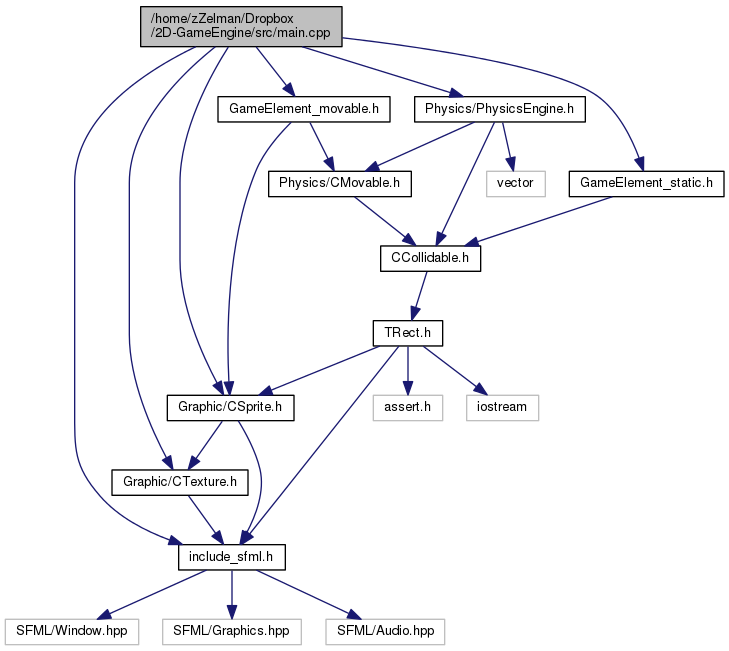 /home/zZelman/Dropbox
/2D-GameEngine/src/main.cpp
GameElement_movable.h
Physics/PhysicsEngine.h
Physics/CMovable.h
vector
GameElement_static.h
CCollidable.h
TRect.h
Graphic/CSprite.h
assert.h
iostream
Graphic/CTexture.h
include_sfml.h
SFML/Window.hpp
SFML/Graphics.hpp
SFML/Audio.hpp